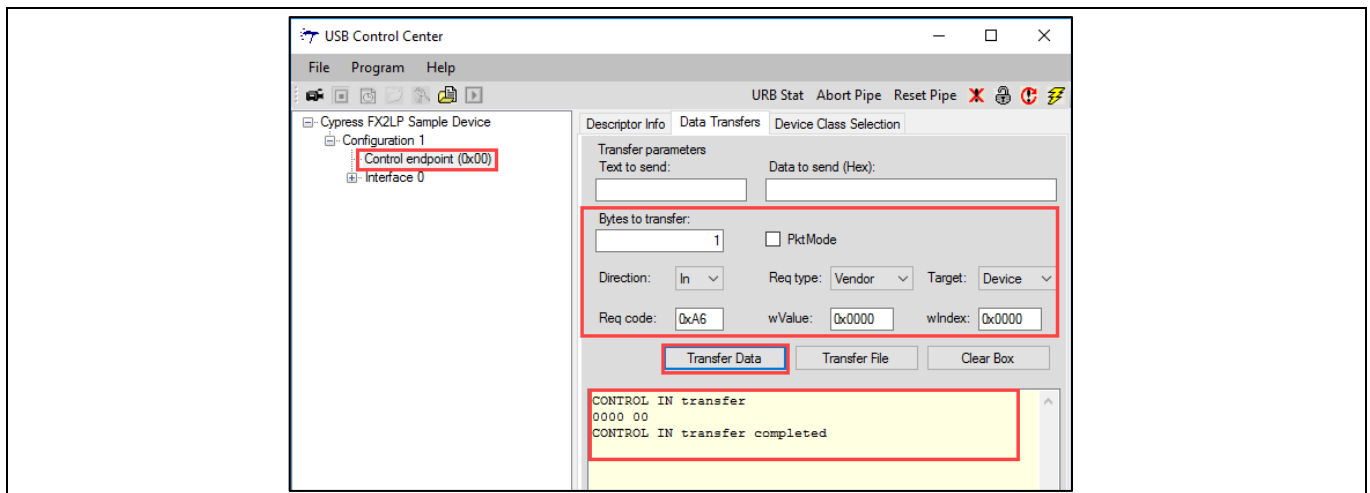 USB Control Center
File Program Help
URB Stat Abort Pipe Reset Pipe
Cypress FX2LP Sample Device
Configuration 1
Control endpoint (0x00)
Interface 0
Descriptor Info Data Transfers Device Class Selection
Transfer parameters
Text to send: Data to send (Hex):
Bytes to transfer:
1 PktMode
Direction: In Req type: Vendor Target: Device
Req code: 0xA6 wValue: 0x0000 wIndex: 0x0000
Transfer Data Transfer File Clear Box
CONTROL IN transfer
0000 00
CONTROL IN transfer completed